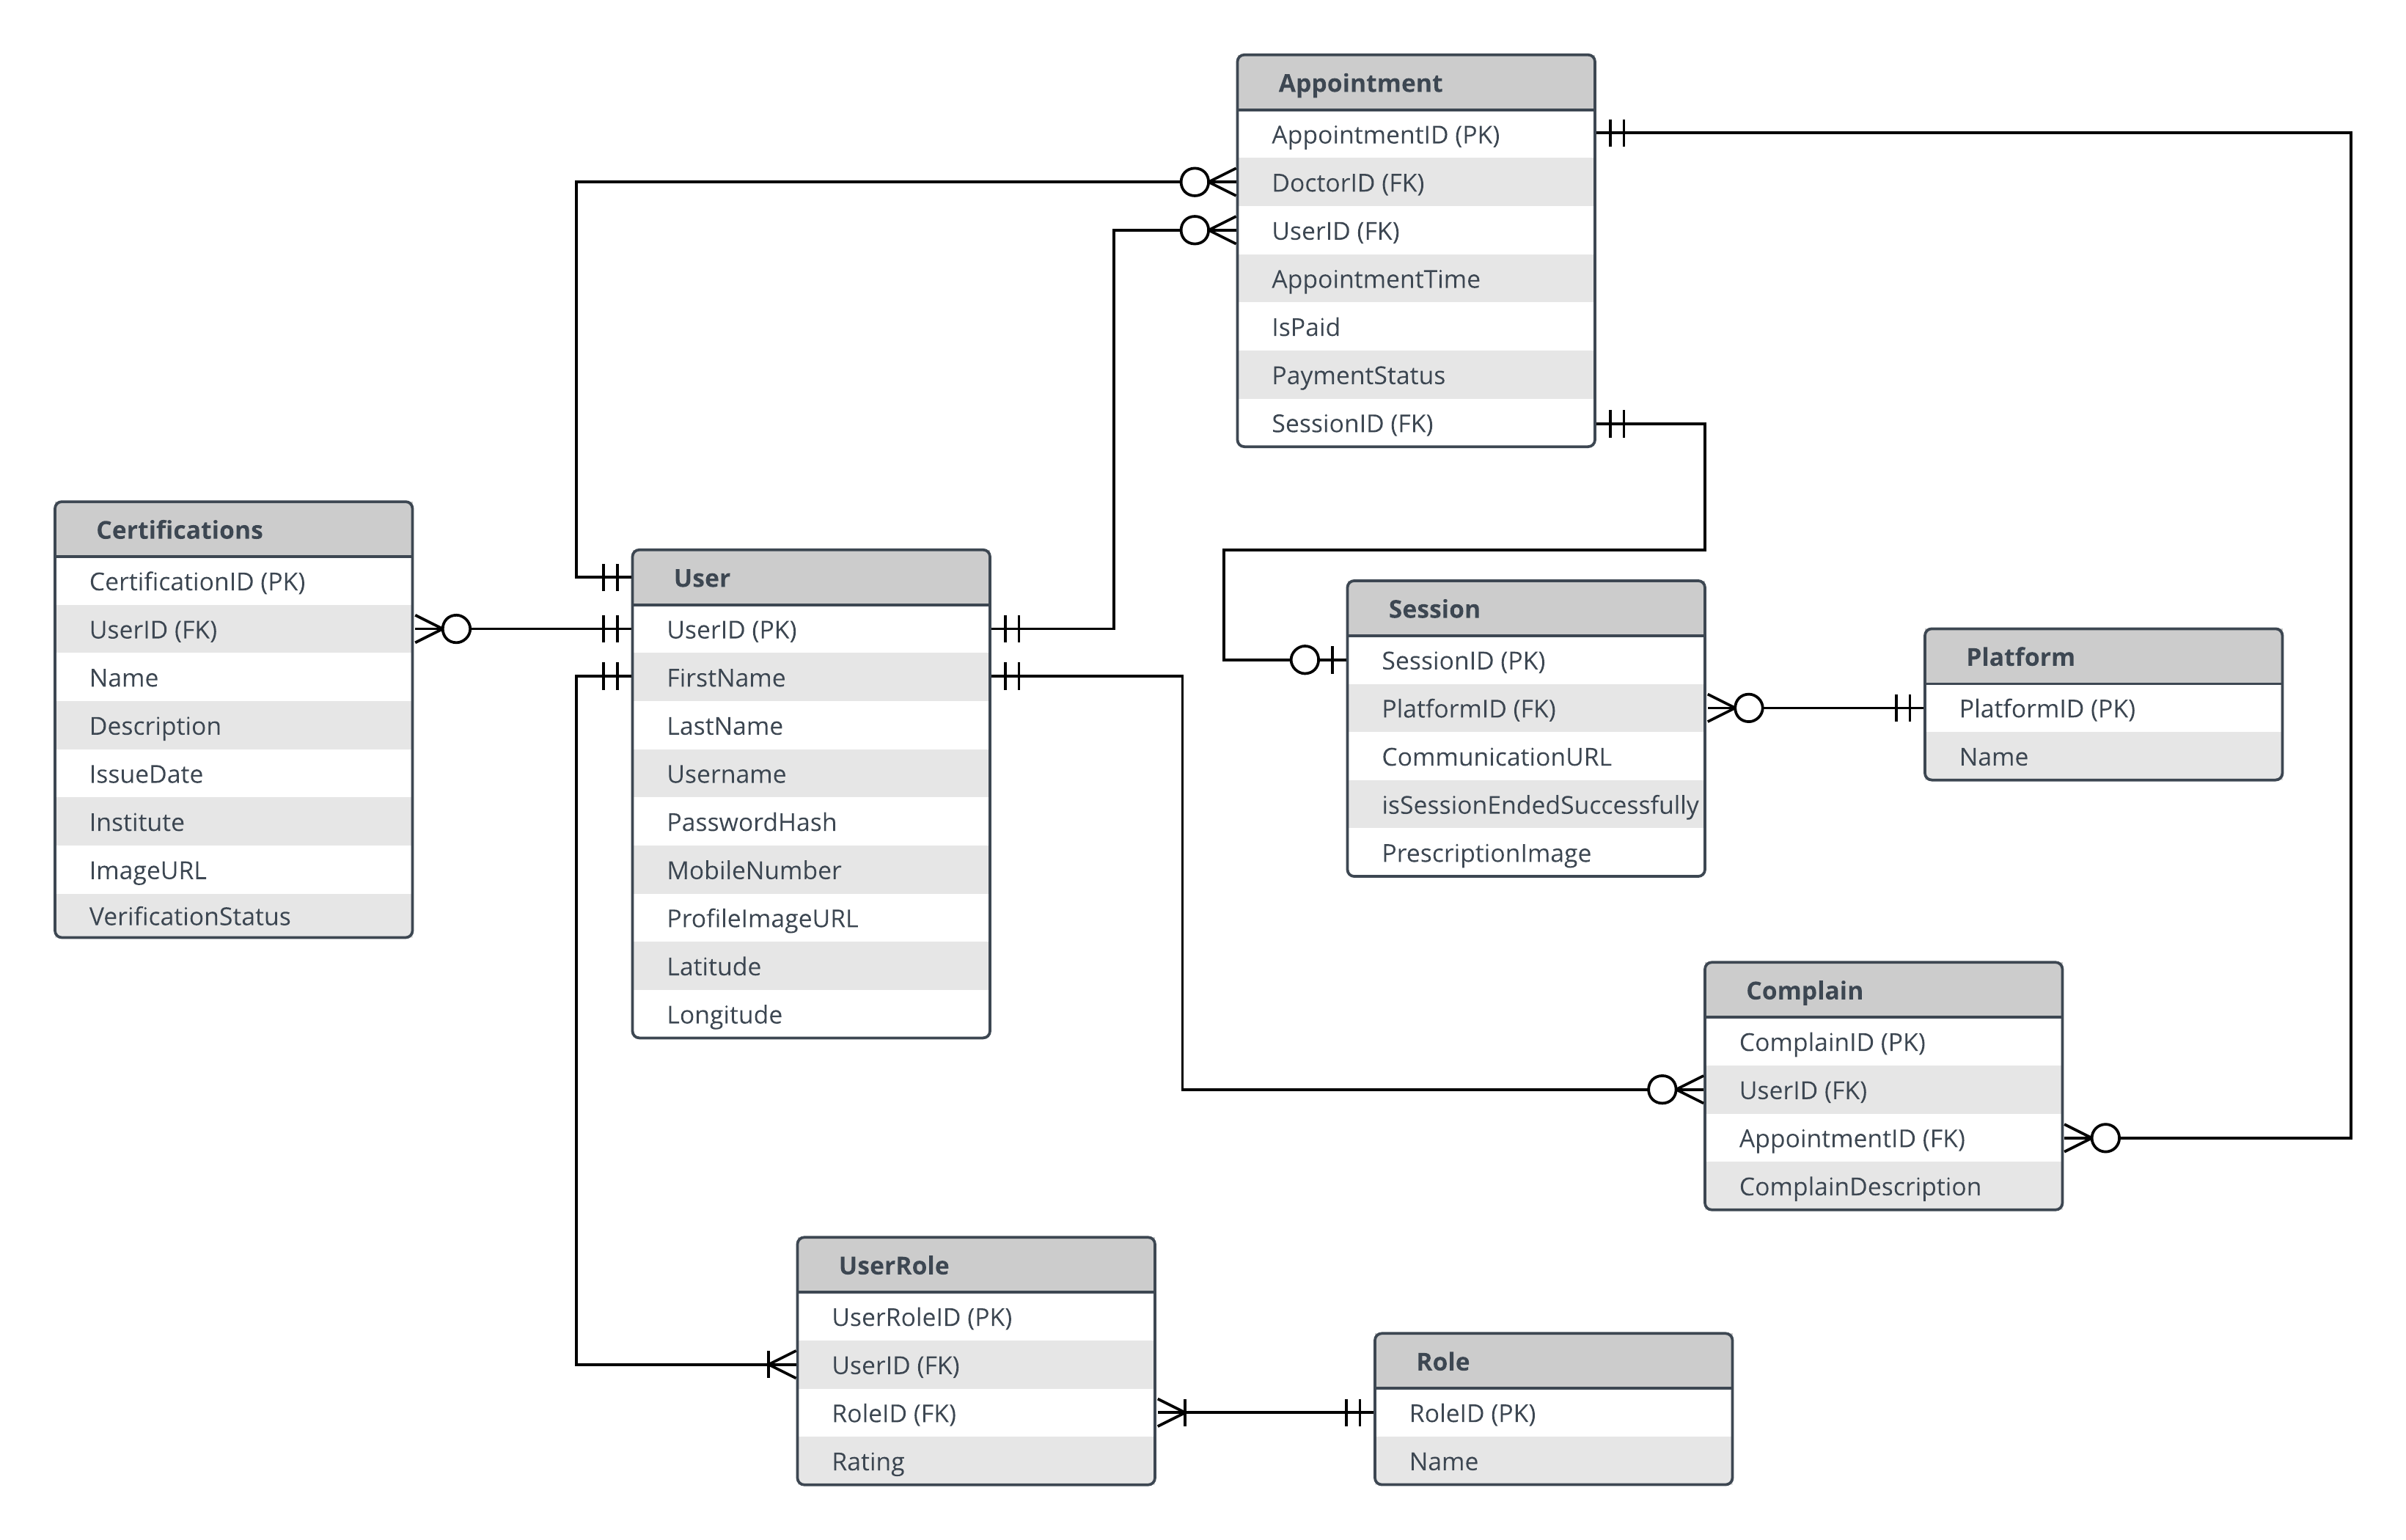 Appointment
AppointmentID (PK)
DoctorID (FK)
UserID (FK)
AppointmentTime
IsPaid
PaymentStatus
SessionID (FK)
Certifications
CertificationID (PK)
UserID (FK)
Name
Description
IssueDate
Institute
ImageURL
VerificationStatus
User
UserID (PK)
FirstName
LastName
Username
PasswordHash
MobileNumber
ProfileImageURL
Latitude
Longitude
Session
SessionID (PK)
PlatformID (FK)
CommunicationURL
isSessionEndedSuccessfully
PrescriptionImage
Platform
PlatformID (PK)
Name
Complain
ComplainID (PK)
UserID (FK)
AppointmentID (FK)
ComplainDescription
UserRole
UserRoleID (PK)
UserID (FK)
RoleID (FK)
Rating
Role
RoleID (PK)
Name